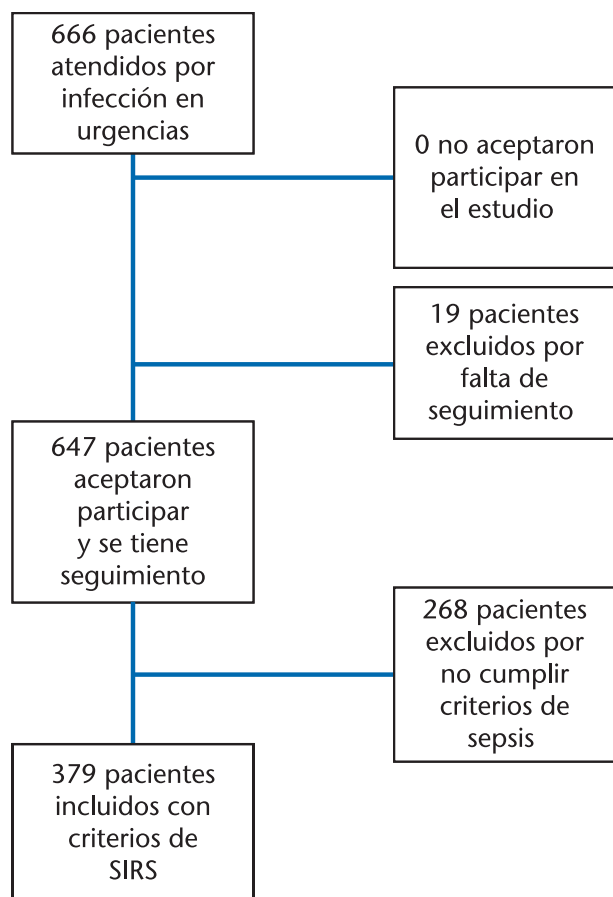 666 pacientes
atendidos por
infección en
urgencias
0 no aceptaron
participar en
el estudio
19 pacientes
excluidos por
falta de
seguimiento
647 pacientes
aceptaron
participar
y se tiene
seguimiento
268 pacientes
excluidos por
no cumplir
criterios de
sepsis
379 pacientes
incluidos con
criterios de
SIRS